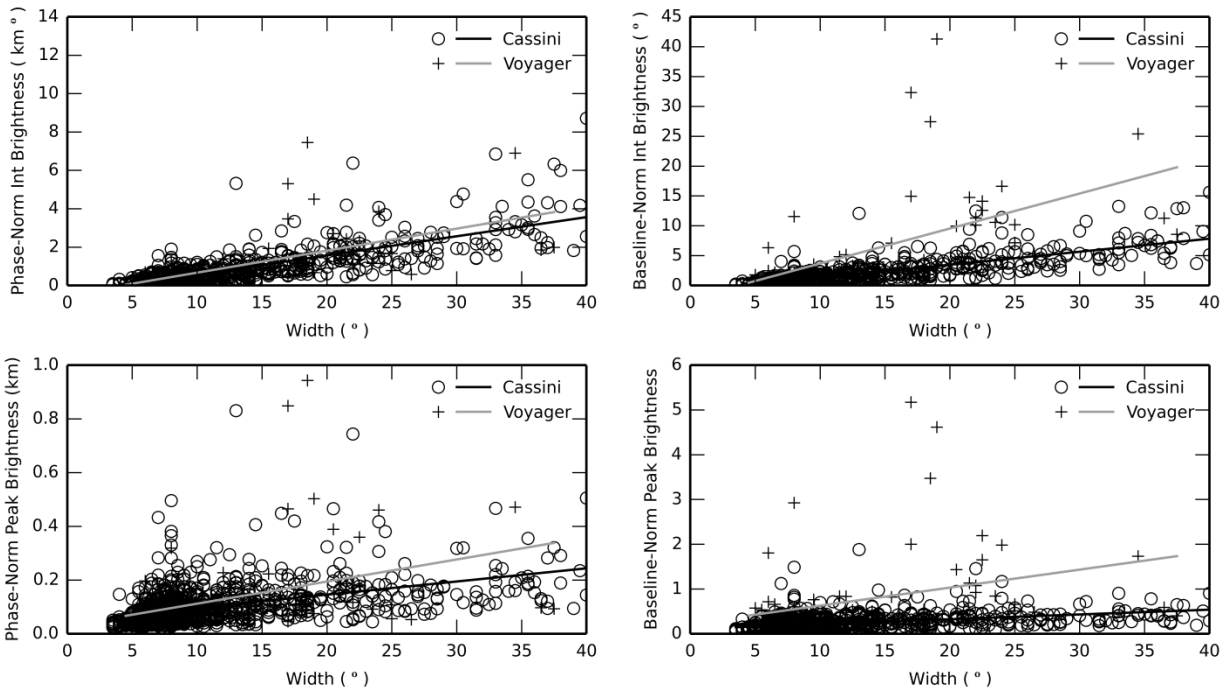 Phase-Norm Int Brightness ( km ° )
14
12
10
8
6
4
2
0
0 5 10 15 20 25 30 35 40
Width ( ° )
Cassini
Voyager
Baseline-Norm Int Brightness ( ° )
45
40
35
30
25
20
15
10
5
0
0 5 10 15 20 25 30 35 40
Width ( ° )
Cassini
Voyager
Phase-Norm Peak Brightness (km)
1.0
0.8
0.6
0.4
0.2
0.0
0 5 10 15 20 25 30 35 40
Width ( ° )
Cassini
Voyager
Baseline-Norm Peak Brightness
6
5
4
3
2
1
0
0 5 10 15 20 25 30 35 40
Width ( ° )
Cassini
Voyager